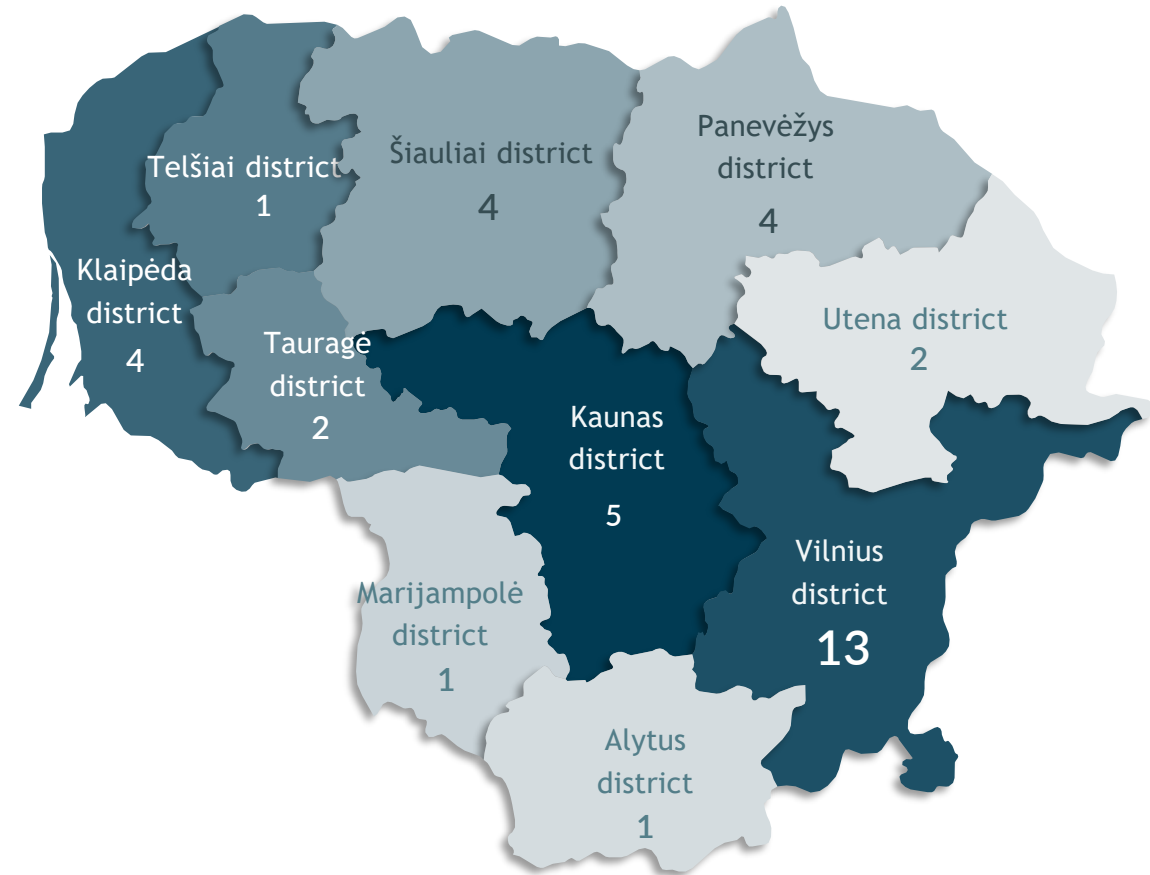 Panevėžys
district
4
Šiauliai district
4
Telšiai district
1
Klaipėda
district
4
Utena district
2
Tauragė
district
2
Kaunas
district
5
Vilnius
district
13
Marijampolė
district
1
Alytus
district
1